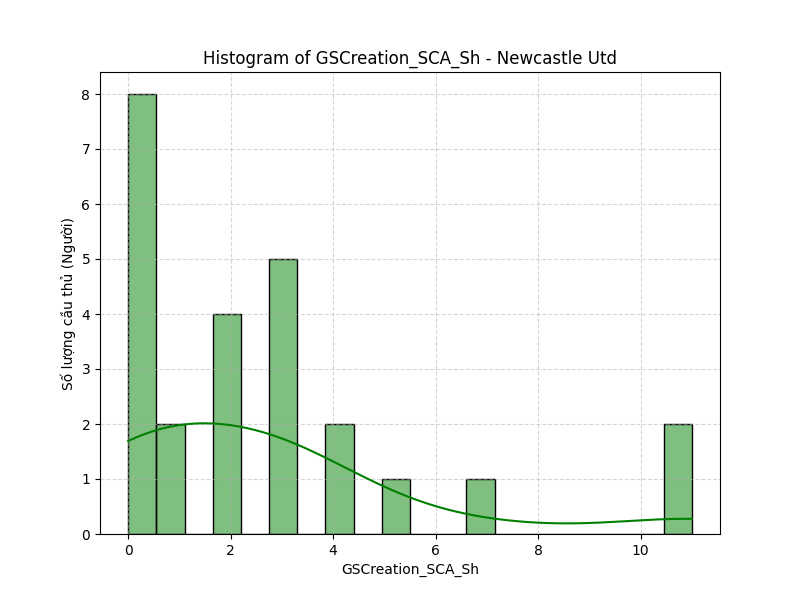 Histogram of GSCreation_SCA_Sh - Newcastle Utd
Số lượng cầu thủ (Người)
8
7
6
5
4
3
2
1
0
0 2 4 6 8 10
GSCreation_SCA_Sh